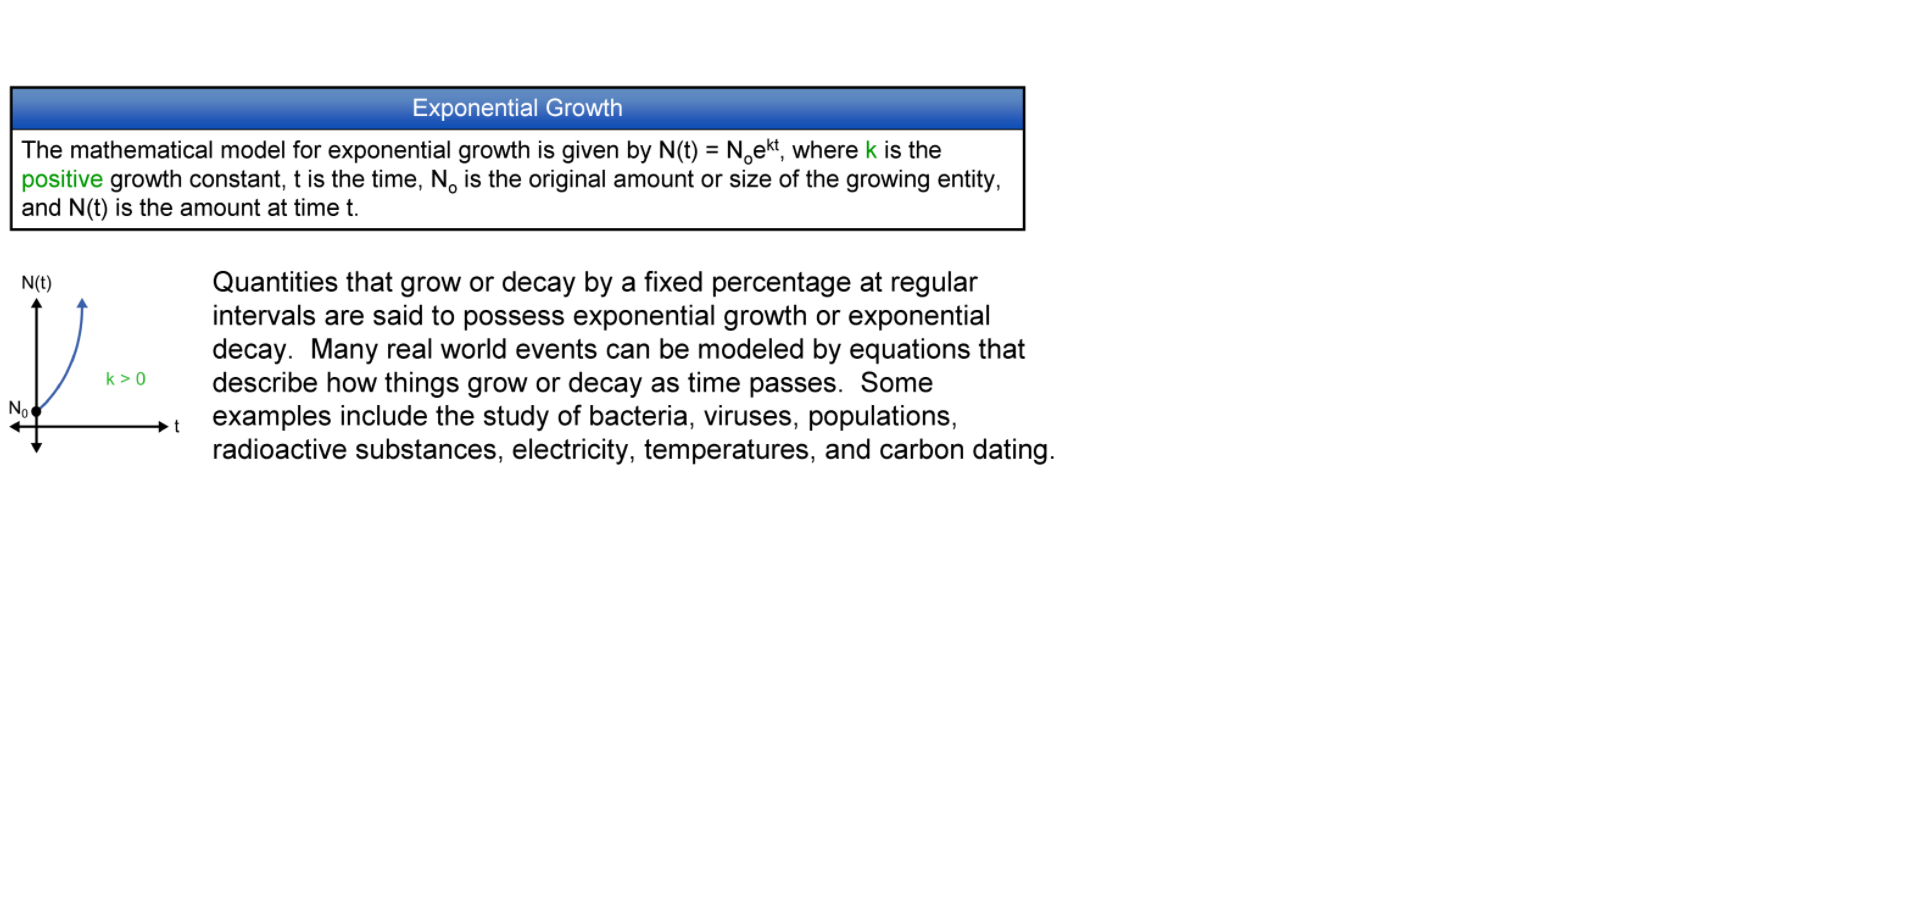 Exponential Growth
The mathematical model for exponential growth is given by N(t) = Nₒeᵏᵗ, where k is the
positive growth constant, t is the time, Nₒ is the original amount or size of the growing entity,
and N(t) is the amount at time t.
N(t)
k > 0
N₀
t
Quantities that grow or decay by a fixed percentage at regular
intervals are said to possess exponential growth or exponential
decay.  Many real world events can be modeled by equations that
describe how things grow or decay as time passes.  Some
examples include the study of bacteria, viruses, populations,
radioactive substances, electricity, temperatures, and carbon dating.